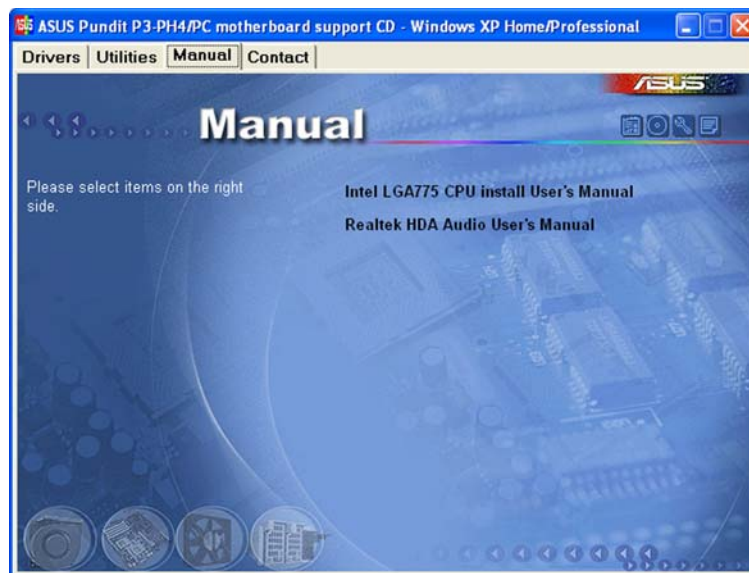 ASUS Pundit P3-PH4/PC motherboard support CD - Windows XP Home/Professional
Drivers Utilities Manual Contact
ASUS
Manual
Please select items on the right
side.
Intel LGA775 CPU install User's Manual
Realtek HDA Audio User's Manual